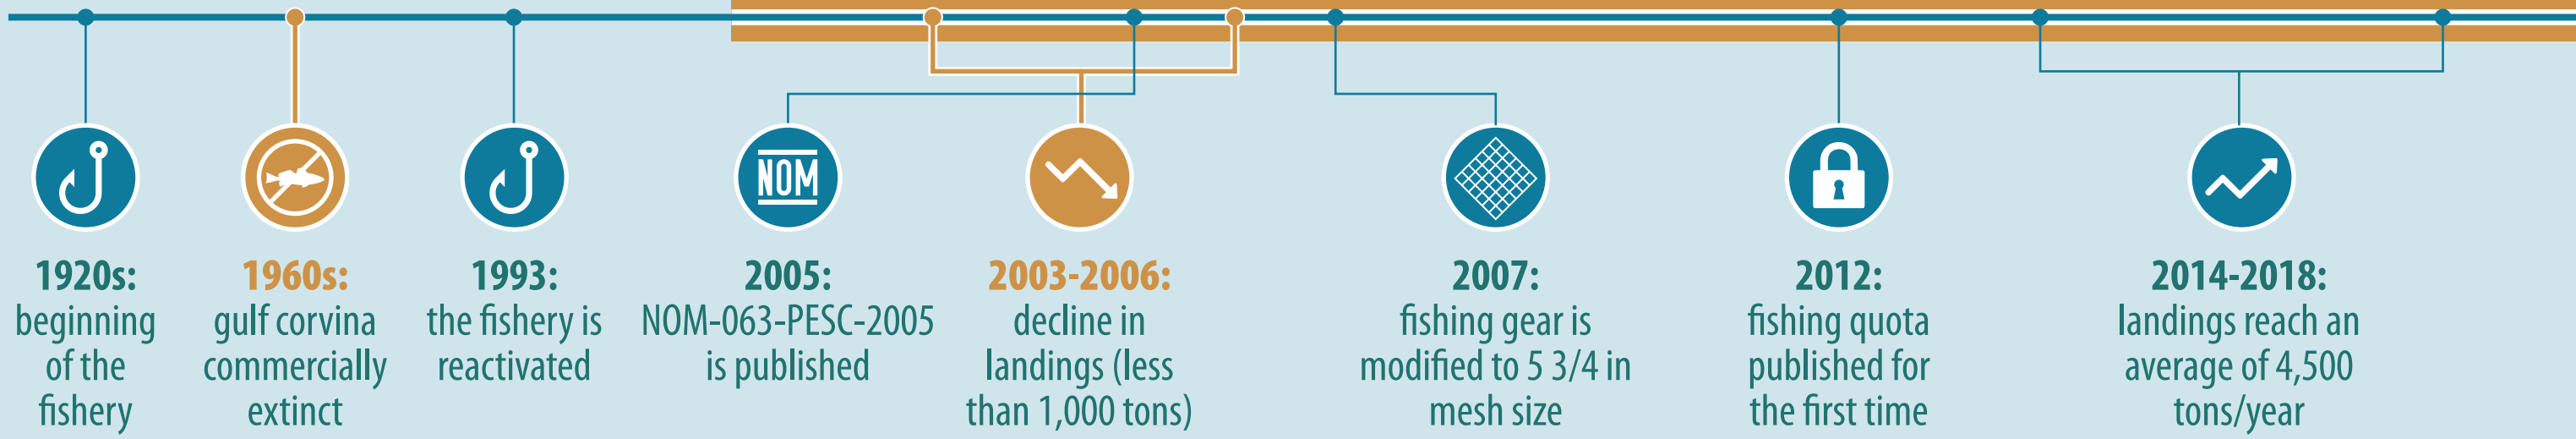 NOM
1920s:
beginning
of the
fishery
1960s:
gulf corvina
commercially
extinct
1993:
the fishery is
reactivated
2005:
NOM-063-PESC-2005
is published
2003-2006:
decline in
landings (less
than 1,000 tons)
2007:
fishing gear is
modified to 5 3/4 in
mesh size
2012:
fishing quota
published for
the first time
2014-2018:
landings reach an
average of 4,500
tons/year